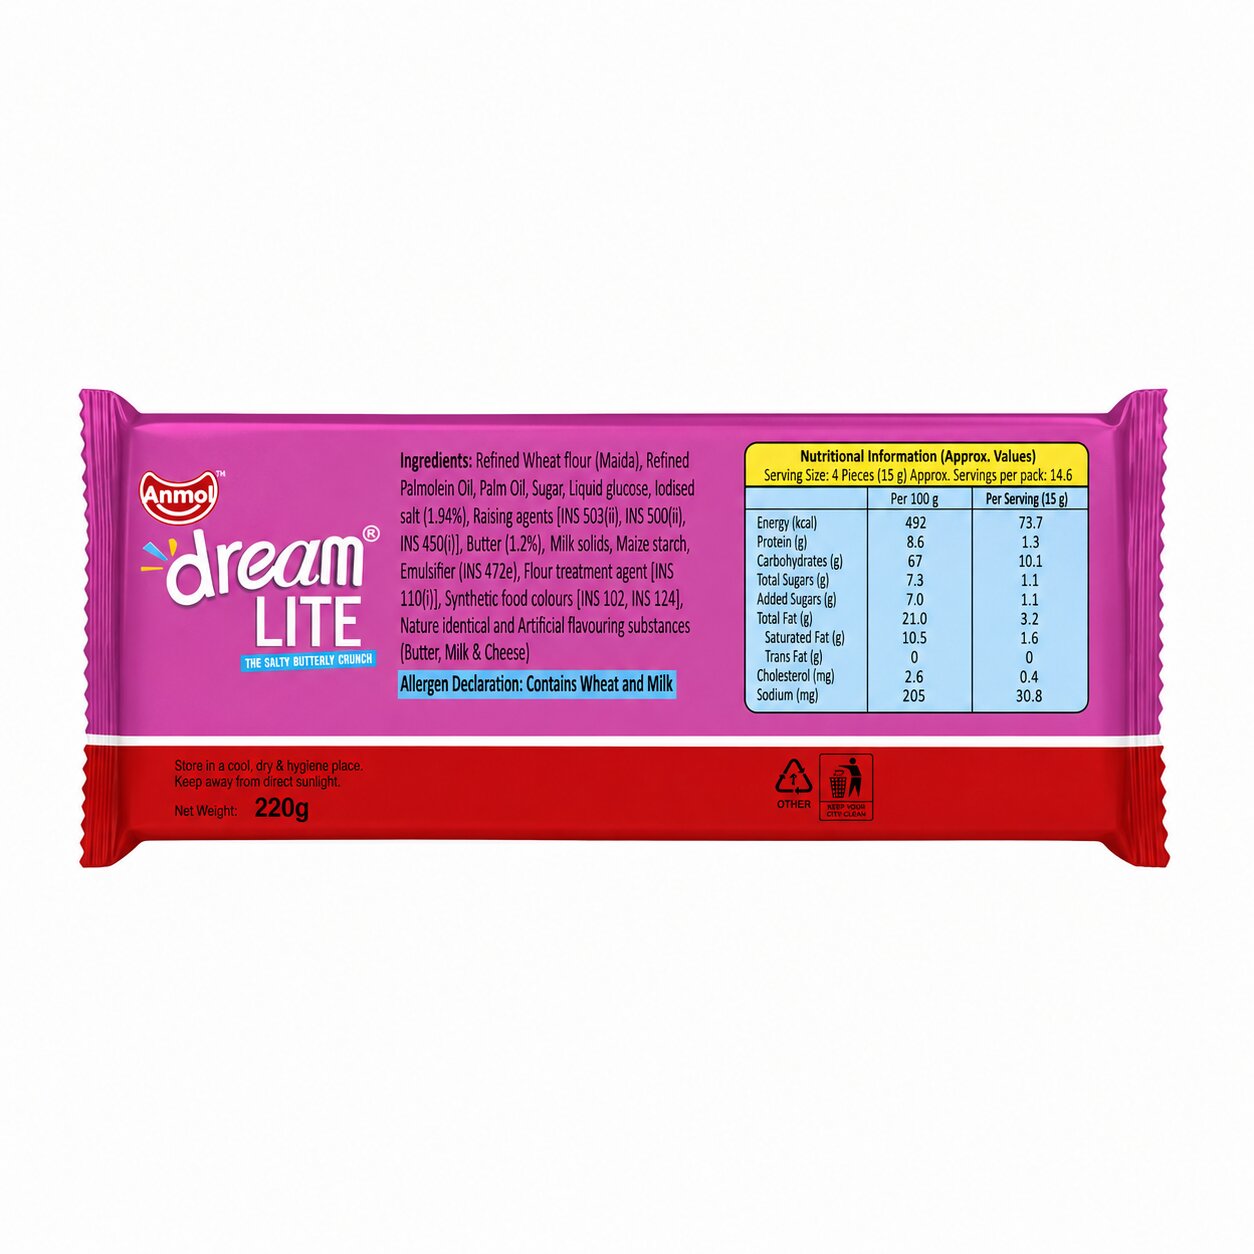 Anmol TM
dream®
LITE
THE SALTY BUTTERLY CRUNCH
Ingredients: Refined Wheat flour (Maida), Refined
Palmolein Oil, Palm Oil, Sugar, Liquid glucose, Iodised
salt (1.94%), Raising agents [INS 503(ii), INS 500(ii),
INS 450(i)], Butter (1.2%), Milk solids, Maize starch,
Emulsifier (INS 472e), Flour treatment agent [INS
110(i)], Synthetic food colours [INS 102, INS 124],
Nature identical and Artificial flavouring substances
(Butter, Milk & Cheese)
Allergen Declaration: Contains Wheat and Milk
Nutritional Information (Approx. Values)
Serving Size: 4 Pieces (15 g) Approx. Servings per pack: 14.6
Per 100 g Per Serving (15 g)
Energy (kcal) 492 73.7
Protein (g) 8.6 1.3
Carbohydrates (g) 67 10.1
Total Sugars (g) 7.3 1.1
Added Sugars (g) 7.0 1.1
Total Fat (g) 21.0 3.2
Saturated Fat (g) 10.5 1.6
Trans Fat (g) 0 0
Cholesterol (mg) 2.6 0.4
Sodium (mg) 205 30.8
Store in a cool, dry & hygiene place.
Keep away from direct sunlight.
Net Weight: 220g
OTHER
KEEP YOUR
CITY CLEAN